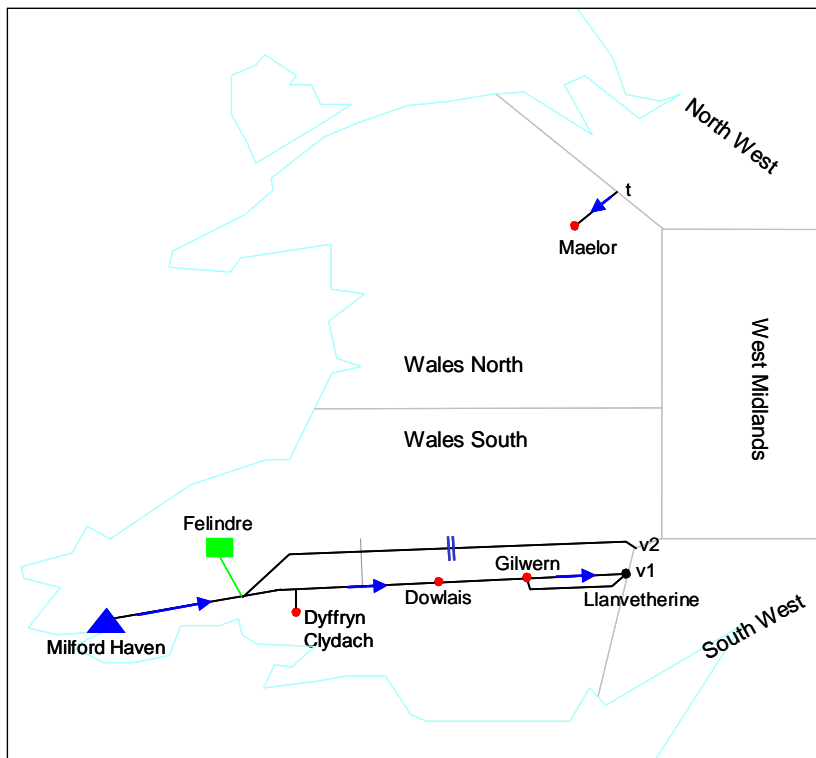 North West
t
Maelor
West Midlands
Wales North
Wales South
Felindre
v2
Gilwern
v1
Dowlais
Llanvetherine
Dyffryn
Clydach
South West
Milford Haven